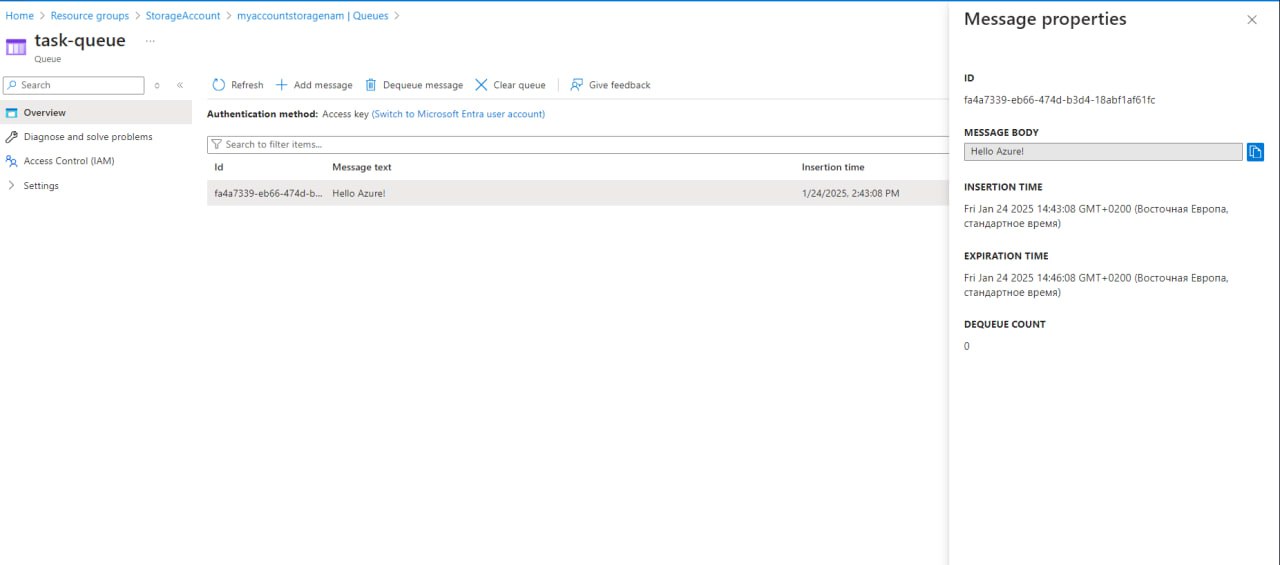 Home > Resource groups > StorageAccount > myaccountstoragenam | Queues >
task-queue ...
Queue
Search
Overview
Diagnose and solve problems
Access Control (IAM)
Settings
Refresh Add message Dequeue message Clear queue Give feedback
Authentication method: Access key (Switch to Microsoft Entra user account)
Search to filter items...
Id Message text Insertion time
fa4a7339-eb66-474d-b... Hello Azure! 1/24/2025, 2:43:08 PM
Message properties
ID
fa4a7339-eb66-474d-b3d4-18abf1af61fc
MESSAGE BODY
Hello Azure!
INSERTION TIME
Fri Jan 24 2025 14:43:08 GMT+0200 (Восточная Европа,
стандартное время)
EXPIRATION TIME
Fri Jan 24 2025 14:46:08 GMT+0200 (Восточная Европа,
стандартное время)
DEQUEUE COUNT
0